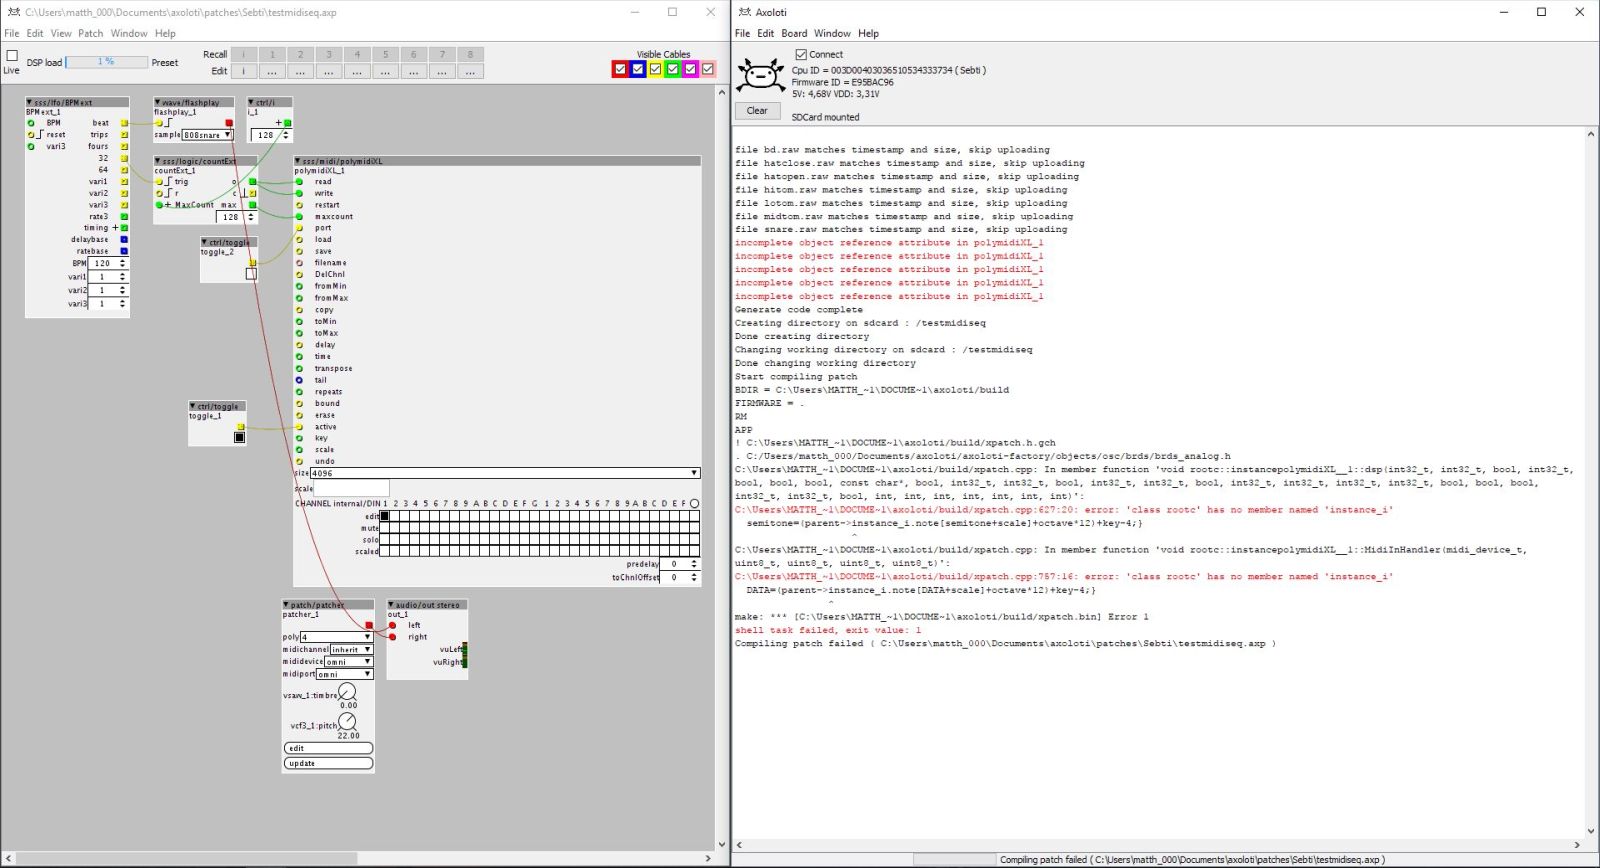 C:\Users\matth_000\Documents\axoloti\patches\Sebti\testmidiseq.axp
File Edit View Patch Window Help
Live
DSP load 1 % Preset
Recall i 1 2 3 4 5 6 7 8
Edit i ... ... ... ... ... ... ... ...
Visible Cables
sss/lfo/BPMext
BPMext_1
BPM beat
reset trips
vari3 fours
32
64
vari1
vari2
vari3
rate3
timing +
delaybase
ratebase
BPM 120
vari1 1
vari2 1
vari3 1
wave/flashplay
flashplay_1
sample 808snare
ctrl/i
i_1
+
128
sss/logic/countExt
countExt_1
trig o
r c
+ MaxCount max
128
ctrl/toggle
toggle_2
ctrl/toggle
toggle_1
sss/midi/polymidiXL
polymidiXL_1
read
write
restart
maxcount
port
load
save
filename
DelChnl
fromMin
fromMax
copy
toMin
toMax
delay
time
transpose
tail
repeats
bound
erase
active
key
scale
undo
size 4096
scale
CHANNEL internal/DIN 1 2 3 4 5 6 7 8 9 A B C D E F G 1 2 3 4 5 6 7 8 9 A B C D E F
edit
mute
solo
scaled
predelay 0
toChnlOffset 0
patch/patcher
patcher_1
poly 4
midichannel inherit
mididevice omni
midiport omni
vsaw_1:timbre
0.00
vcf3_1:pitch
22.00
edit
update
audio/out stereo
out_1
left
right
vuLeft
vuRight
Axoloti
File Edit Board Window Help
Connect
Cpu ID = 003D00403036510534333734 ( Sebti )
Firmware ID = E95BAC96
5V: 4,68V VDD: 3,31V
Clear
SDCard mounted
file bd.raw matches timestamp and size, skip uploading
file hatclose.raw matches timestamp and size, skip uploading
file hatopen.raw matches timestamp and size, skip uploading
file hitom.raw matches timestamp and size, skip uploading
file lotom.raw matches timestamp and size, skip uploading
file midtom.raw matches timestamp and size, skip uploading
file snare.raw matches timestamp and size, skip uploading
incomplete object reference attribute in polymidiXL_1
incomplete object reference attribute in polymidiXL_1
incomplete object reference attribute in polymidiXL_1
incomplete object reference attribute in polymidiXL_1
incomplete object reference attribute in polymidiXL_1
Generate code complete
Creating directory on sdcard : /testmidiseq
Done creating directory
Changing working directory on sdcard : /testmidiseq
Done changing working directory
Start compiling patch
BDIR = C:\Users\MATTH_~1\DOCUME~1\axoloti/build
FIRMWARE = .
RM
APP
! C:\Users\MATTH_~1\DOCUME~1\axoloti/build/xpatch.h.gch
. C:/Users/matth_000/Documents/axoloti/axoloti-factory/objects/osc/brds/brds_analog.h
C:\Users\MATTH_~1\DOCUME~1\axoloti/build/xpatch.cpp: In member function 'void rootc::instancepolymidiXL__1::dsp(int32_t, int32_t, bool, int32_t,
bool, bool, bool, const char*, bool, int32_t, int32_t, bool, int32_t, int32_t, bool, int32_t, int32_t, int32_t, int32_t, bool, bool, bool,
int32_t, int32_t, bool, int, int, int, int, int, int, int)':
C:\Users\MATTH_~1\DOCUME~1\axoloti/build/xpatch.cpp:627:20: error: 'class rootc' has no member named 'instance_i'
semitone=(parent->instance_i.note[semitone+scale]+octave*12)+key-4;}
^
C:\Users\MATTH_~1\DOCUME~1\axoloti/build/xpatch.cpp: In member function 'void rootc::instancepolymidiXL__1::MidiInHandler(midi_device_t,
uint8_t, uint8_t, uint8_t, uint8_t)':
C:\Users\MATTH_~1\DOCUME~1\axoloti/build/xpatch.cpp:757:16: error: 'class rootc' has no member named 'instance_i'
DATA=(parent->instance_i.note[DATA+scale]+octave*12)+key-4;}
^
make: *** [C:\Users/MATTH_~1/DOCUME~1/axoloti/build/xpatch.bin] Error 1
shell task failed, exit value: 1
Compiling patch failed ( C:\Users\matth_000\Documents\axoloti\patches\Sebti\testmidiseq.axp )
Compiling patch failed ( C:\Users\matth_000\Documents\axoloti\patches\Sebti\testmidiseq.axp )